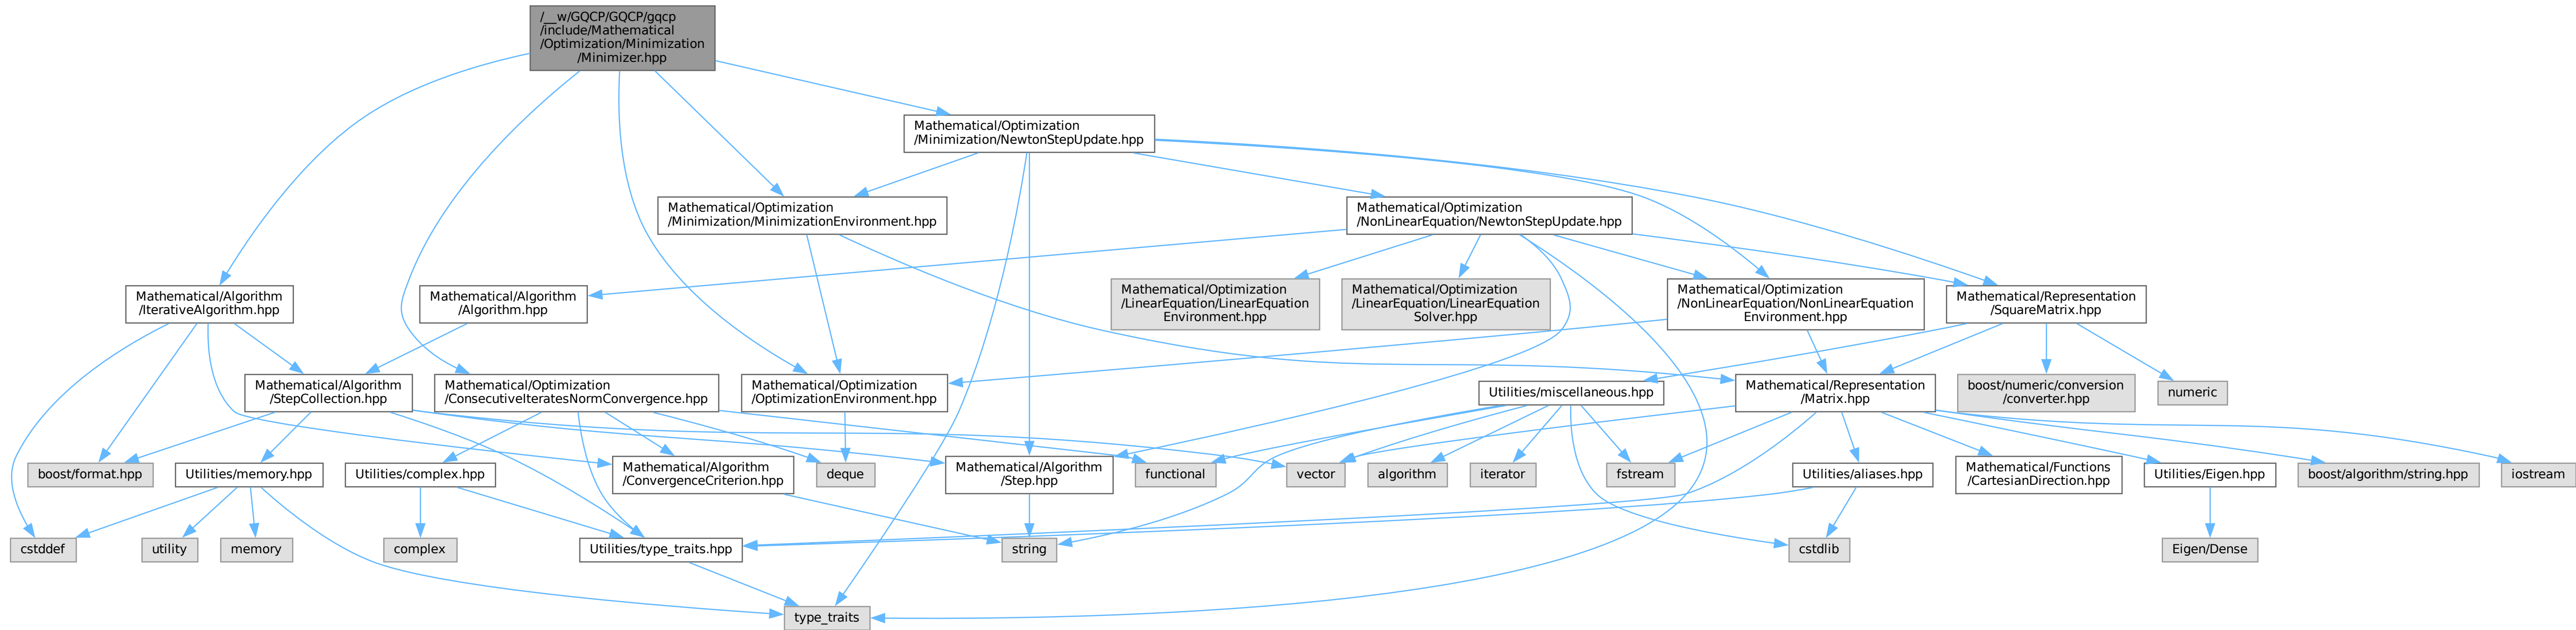 /__w/GQCP/GQCP/gqcp
/include/Mathematical
/Optimization/Minimization
/Minimizer.hpp
Mathematical/Optimization
/Minimization/NewtonStepUpdate.hpp
Mathematical/Optimization
/Minimization/MinimizationEnvironment.hpp
Mathematical/Optimization
/NonLinearEquation/NewtonStepUpdate.hpp
Mathematical/Algorithm
/IterativeAlgorithm.hpp
Mathematical/Algorithm
/Algorithm.hpp
Mathematical/Optimization
/LinearEquation/LinearEquation
Environment.hpp
Mathematical/Optimization
/LinearEquation/LinearEquation
Solver.hpp
Mathematical/Optimization
/NonLinearEquation/NonLinearEquation
Environment.hpp
Mathematical/Representation
/SquareMatrix.hpp
Mathematical/Algorithm
/StepCollection.hpp
Mathematical/Optimization
/ConsecutiveIteratesNormConvergence.hpp
Mathematical/Optimization
/OptimizationEnvironment.hpp
Utilities/miscellaneous.hpp
Mathematical/Representation
/Matrix.hpp
boost/numeric/conversion
/converter.hpp
numeric
boost/format.hpp
Utilities/memory.hpp
Utilities/complex.hpp
Mathematical/Algorithm
/ConvergenceCriterion.hpp
deque
Mathematical/Algorithm
/Step.hpp
functional
vector
algorithm
iterator
fstream
Utilities/aliases.hpp
Mathematical/Functions
/CartesianDirection.hpp
Utilities/Eigen.hpp
boost/algorithm/string.hpp
iostream
cstddef
utility
memory
complex
Utilities/type_traits.hpp
string
cstdlib
Eigen/Dense
type_traits